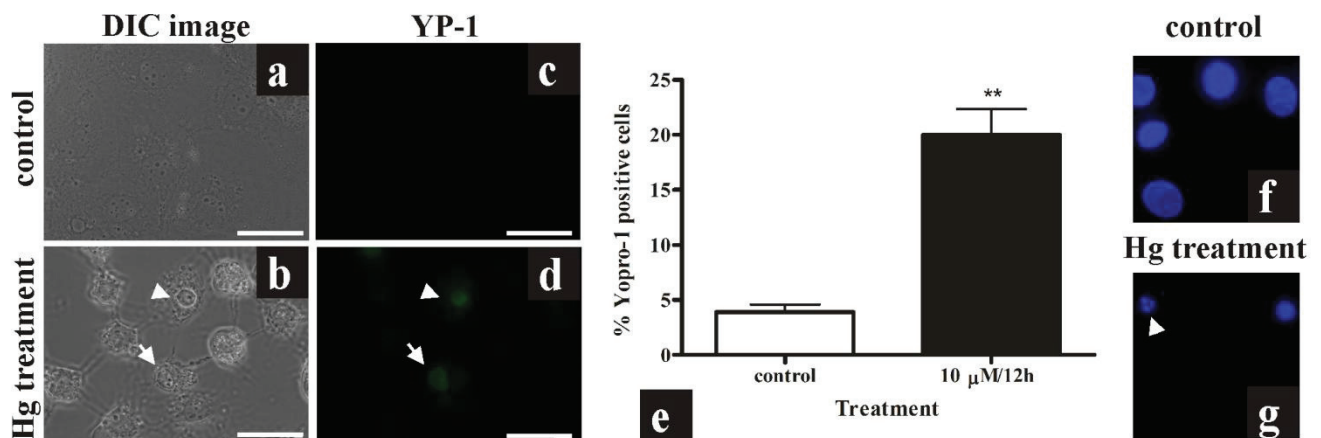 DIC image
YP-1
control
a
c
Hg treatment
b
d
25
20
15
10
5
0
% Yopro-1 positive cells
**
control
10 μM/12h
Treatment
e
control
f
Hg treatment
g